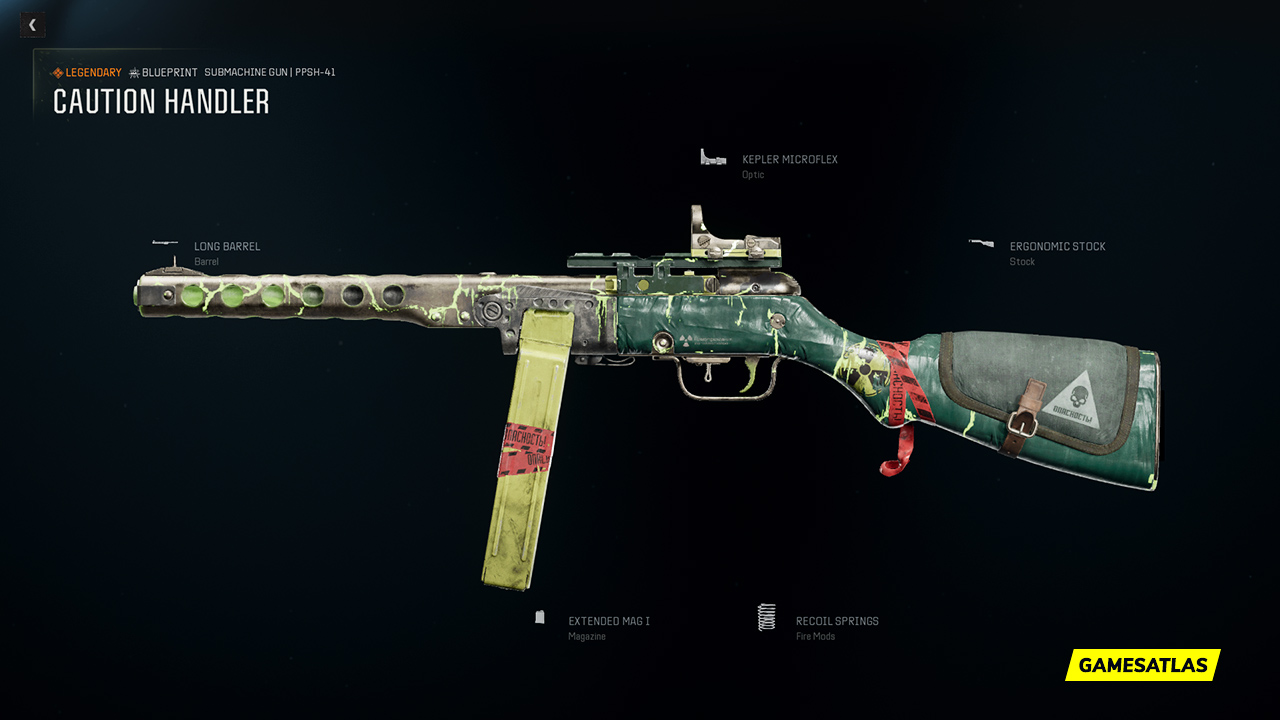 LEGENDARY BLUEPRINT SUBMACHINE GUN | PPSH-41
CAUTION HANDLER
KEPLER MICROFLEX
Optic
LONG BARREL
Barrel
ERGONOMIC STOCK
Stock
ОПАСНОСТЬ!
EXTENDED MAG I
Magazine
RECOIL SPRINGS
Fire Mods
GAMESATLAS